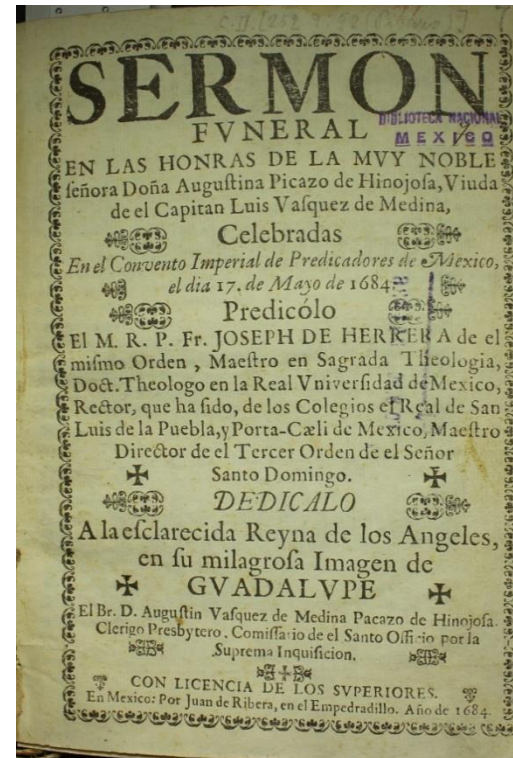 SERMON
FVNERAL
BIBLIOTECA NACIONAL
MEXICO
EN LAS HONRAS DE LA MVY NOBLE
ſeñora Doña Auguſtina Picazo de Hinojoſa, Viuda
de el Capitan Luis Vaſquez de Medina,
Celebradas
En el Convento Imperial de Predicadores de Mexico,
el dia 17. de Mayo de 1684
Predicólo
El M. R. P. Fr. JOSEPH DE HERRERA de el
miſmo Orden, Maeſtro en Sagrada Theologia,
Doct. Theologo en la Real Vniverſidad de Mexico,
Rector, que ha ſido, de los Colegios el Real de San
Luis de la Puebla, y Porta-Cæli de Mexico, Maeſtro
Director de el Tercer Orden de el Señor
Santo Domingo.
DEDICALO
A la eſclarecida Reyna de los Angeles,
en ſu milagroſa Imagen de
GVADALVPE
El Br. D. Auguſtin Vaſquez de Medina Pacazo de Hinojoſa.
Clerigo Presbytero. Comiſſario de el Santo Officio por la
Suprema Inquiſicion.
CON LICENCIA DE LOS SVPERIORES.
En Mexico: Por Juan de Ribera, en el Empedradillo. Año de 1684